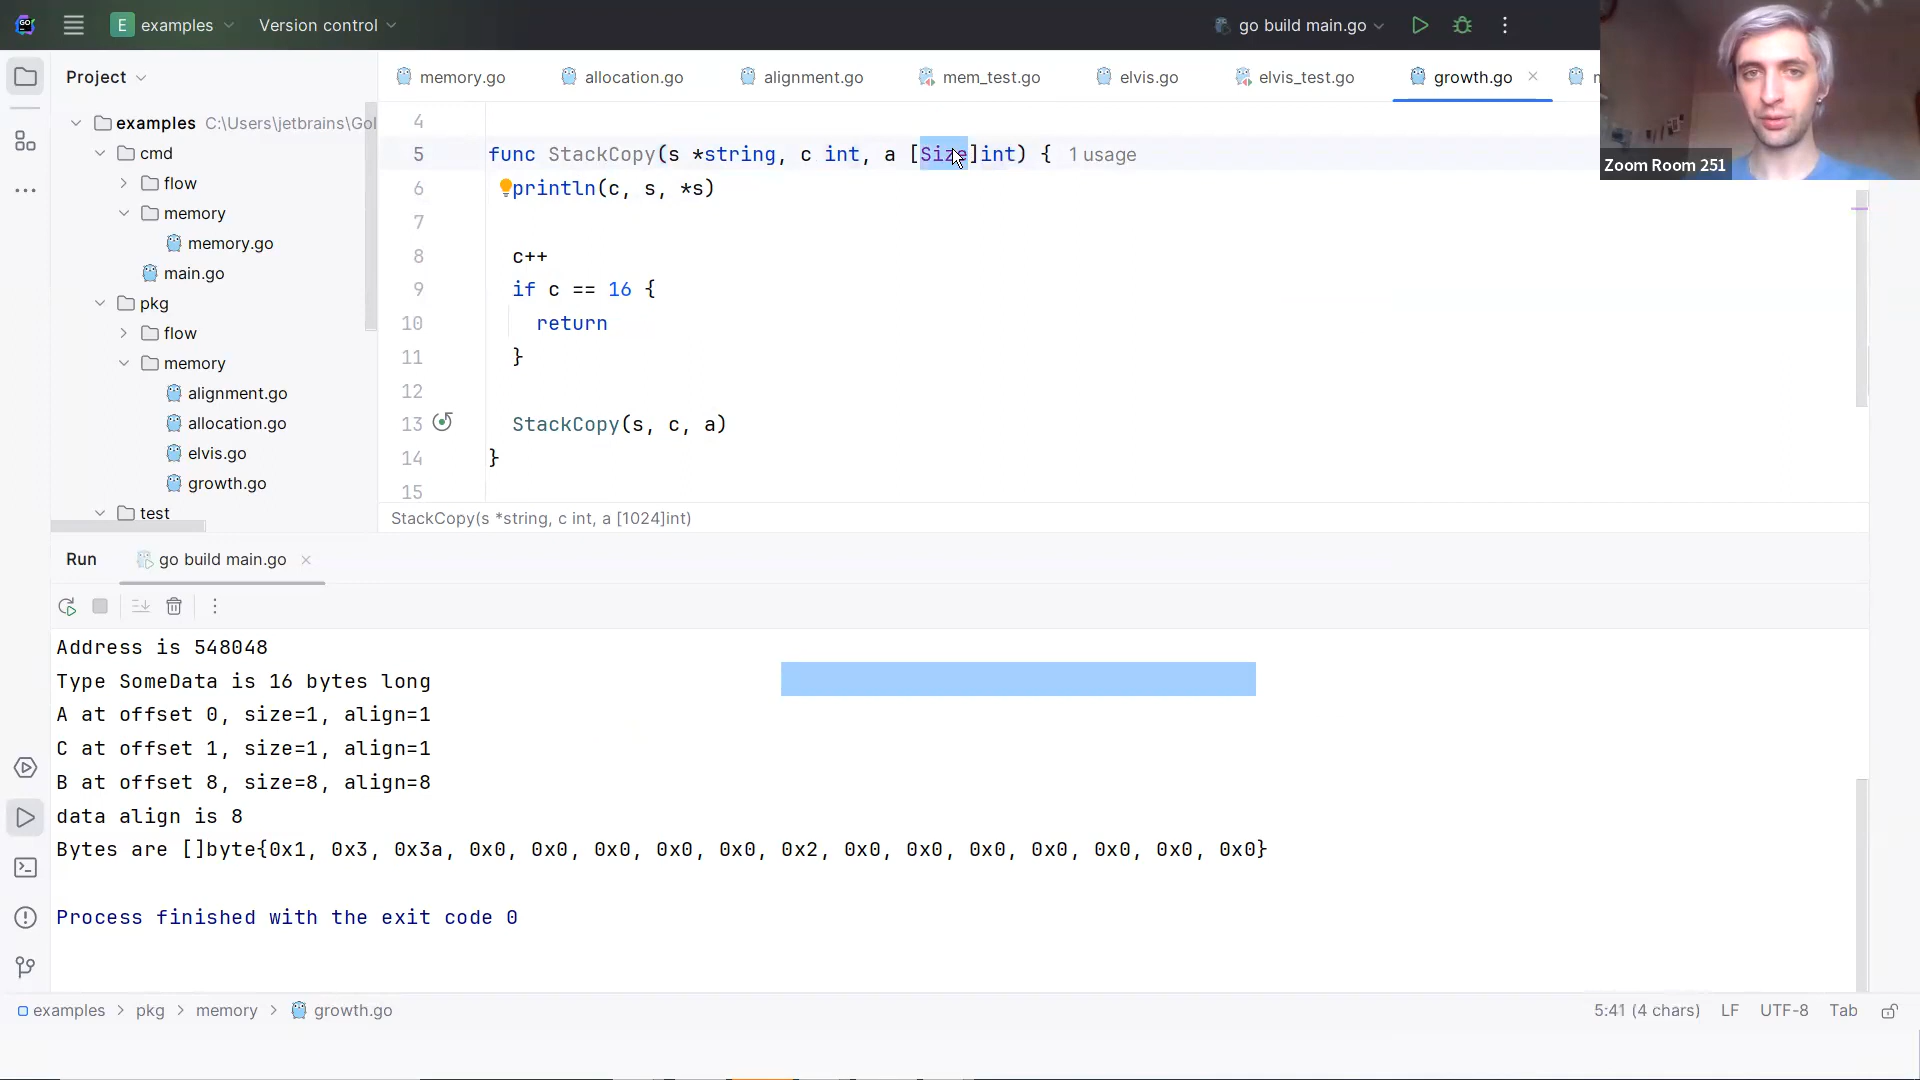 GO
E examples
Version control
go build main.go
Zoom Room 251
Project
memory.go
allocation.go
alignment.go
mem_test.go
elvis.go
elvis_test.go
growth.go
examples C:\Users\jetbrains\Gol
cmd
flow
memory
memory.go
main.go
pkg
flow
memory
alignment.go
allocation.go
elvis.go
growth.go
test
4
5 func StackCopy(s *string, c int, a [Size]int) { 1 usage
6 println(c, s, *s)
7
8 c++
9 if c == 16 {
10 return
11 }
12
13 StackCopy(s, c, a)
14 }
15
StackCopy(s *string, c int, a [1024]int)
Run
go build main.go
Address is 548048
Type SomeData is 16 bytes long
A at offset 0, size=1, align=1
C at offset 1, size=1, align=1
B at offset 8, size=8, align=8
data align is 8
Bytes are []byte{0x1, 0x3, 0x3a, 0x0, 0x0, 0x0, 0x0, 0x0, 0x2, 0x0, 0x0, 0x0, 0x0, 0x0, 0x0, 0x0}
Process finished with the exit code 0
examples > pkg > memory > growth.go
5:41 (4 chars)
LF
UTF-8
Tab